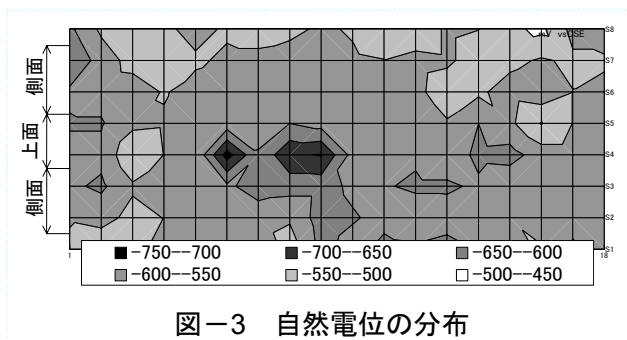 mV vsCSE
S8
S7
側面
S6
S5
上面
S4
S3
側面
S2
S1
1
18
-750--700
-700--650
-650--600
-600--550
-550--500
-500--450
図－3　自然電位の分布